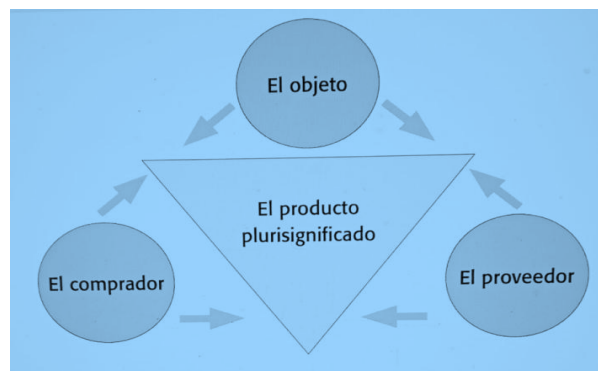 El objeto
El producto
plurisignificado
El comprador
El proveedor